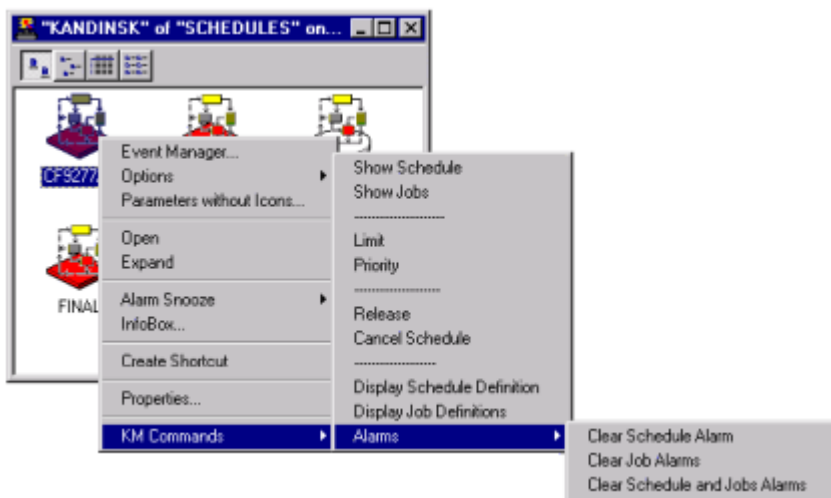 "KANDINSK" of "SCHEDULES" on...
CF9277
FINAL
Event Manager...
Options
Parameters without Icons...
Open
Expand
Alarm Snooze
InfoBox...
Create Shortcut
Properties...
KM Commands
Show Schedule
Show Jobs
--------------------
Limit
Priority
--------------------
Release
Cancel Schedule
--------------------
Display Schedule Definition
Display Job Definitions
Alarms
Clear Schedule Alarm
Clear Job Alarms
Clear Schedule and Jobs Alarms